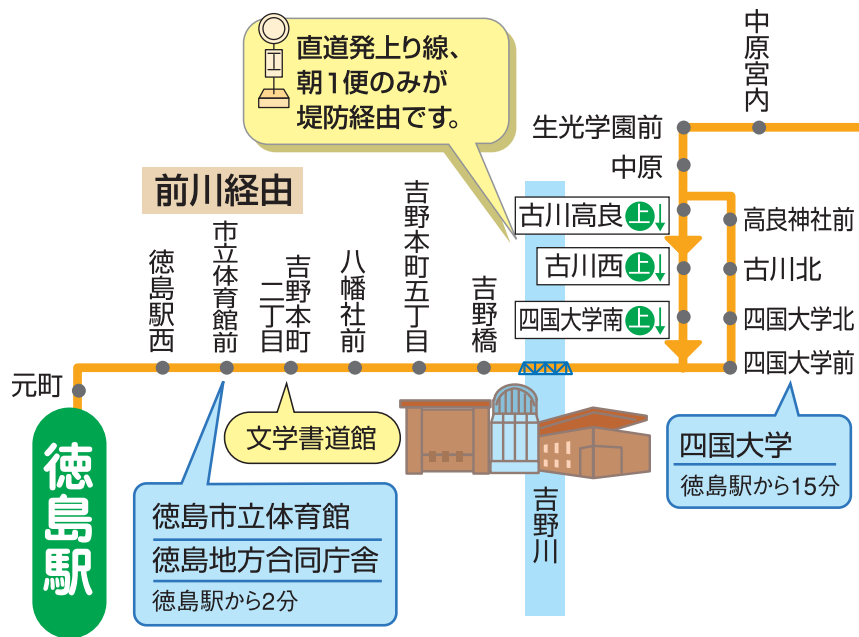 直道発上り線、
朝1便のみが
堤防経由です。
中原宮内
生光学園前
中原
前川経由
古川高良上↓
高良神社前
古川西上↓
古川北
四国大学南上↓
四国大学北
四国大学前
吉野橋
吉野本町五丁目
八幡社前
吉野本町
二丁目
市立体育館前
徳島駅西
元町
徳島駅
文学書道館
四国大学
徳島駅から15分
徳島市立体育館
徳島地方合同庁舎
徳島駅から2分
吉野川